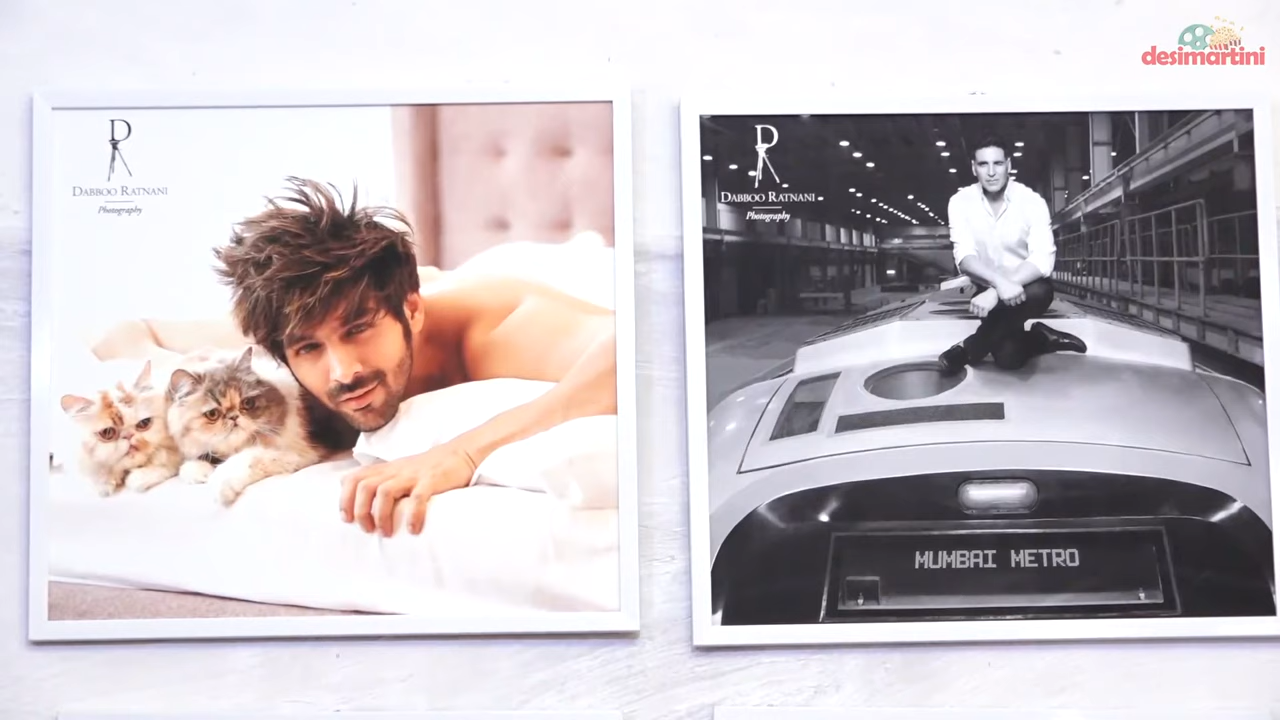 desimartini
DABBOO RATNANI
Photography
DABBOO RATNANI
Photography
MUMBAI METRO